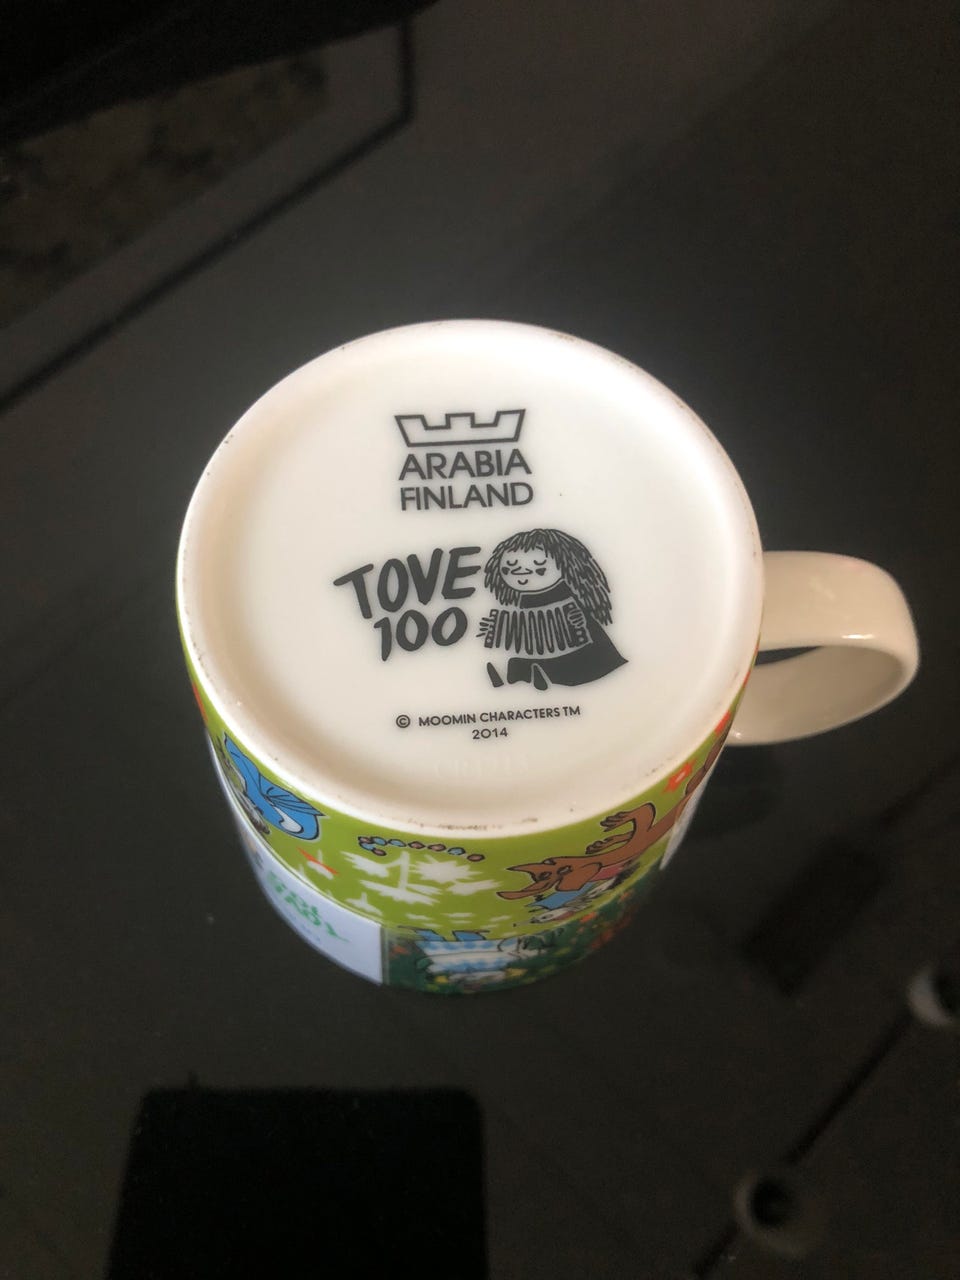 ARABIA
FINLAND
TOVE
100
© MOOMIN CHARACTERS TM
2014